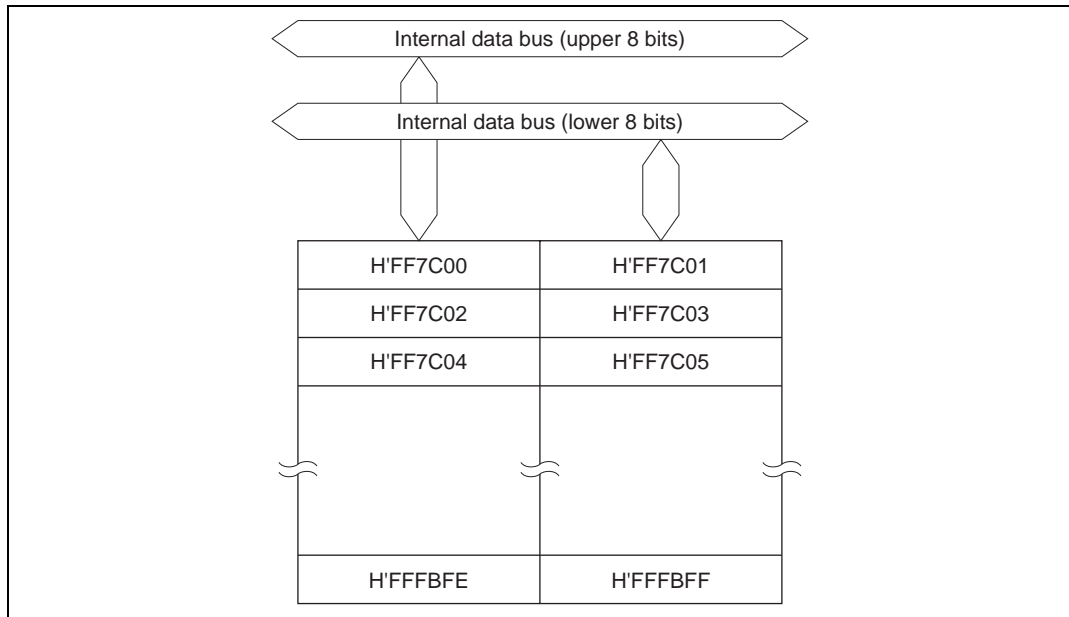 Internal data bus (upper 8 bits)
Internal data bus (lower 8 bits)
H'FF7C00 H'FF7C01
H'FF7C02 H'FF7C03
H'FF7C04 H'FF7C05
H'FFFBFE H'FFFBFF